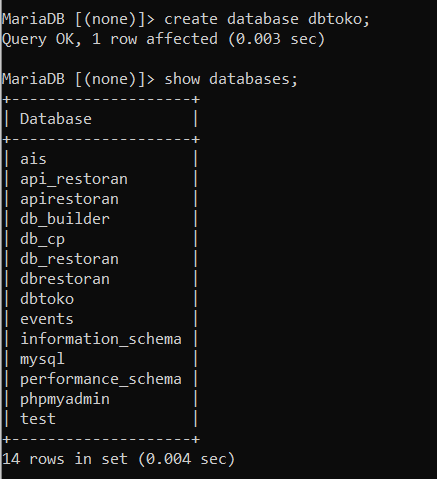 MariaDB [(none)]> create database dbtoko;
Query OK, 1 row affected (0.003 sec)
MariaDB [(none)]> show databases;
+--------------------+
| Database           |
+--------------------+
| ais                |
| api_restoran       |
| apirestoran        |
| db_builder         |
| db_cp              |
| db_restoran        |
| dbrestoran         |
| dbtoko             |
| events             |
| information_schema |
| mysql              |
| performance_schema |
| phpmyadmin         |
| test               |
+--------------------+
14 rows in set (0.004 sec)